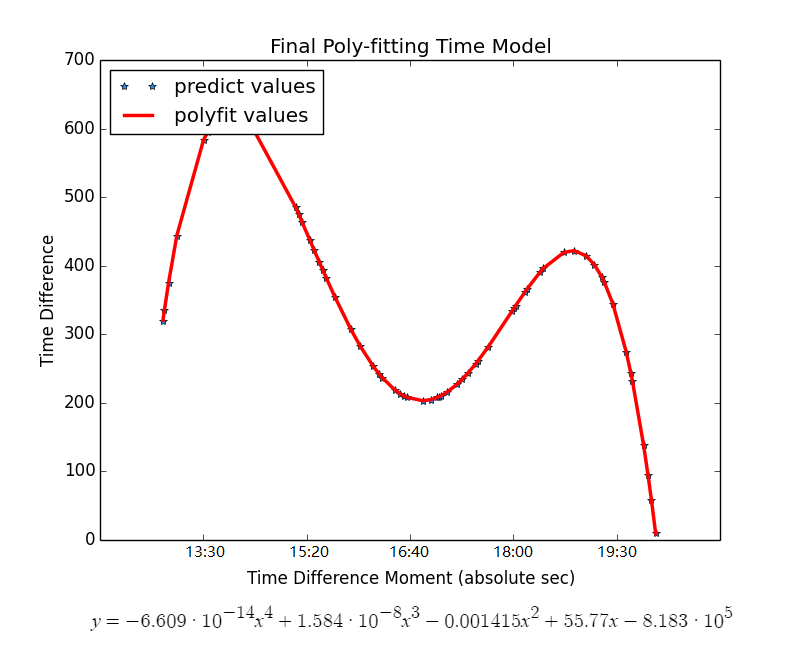 Final Poly-fitting Time Model
700
predict values
polyfit values
600
500
400
300
200
100
0
Time Difference
13:30 15:20 16:40 18:00 19:30
Time Difference Moment (absolute sec)
y = −6.609 · 10^−14 x^4 + 1.584 · 10^−8 x^3 − 0.001415x^2 + 55.77x − 8.183 · 10^5